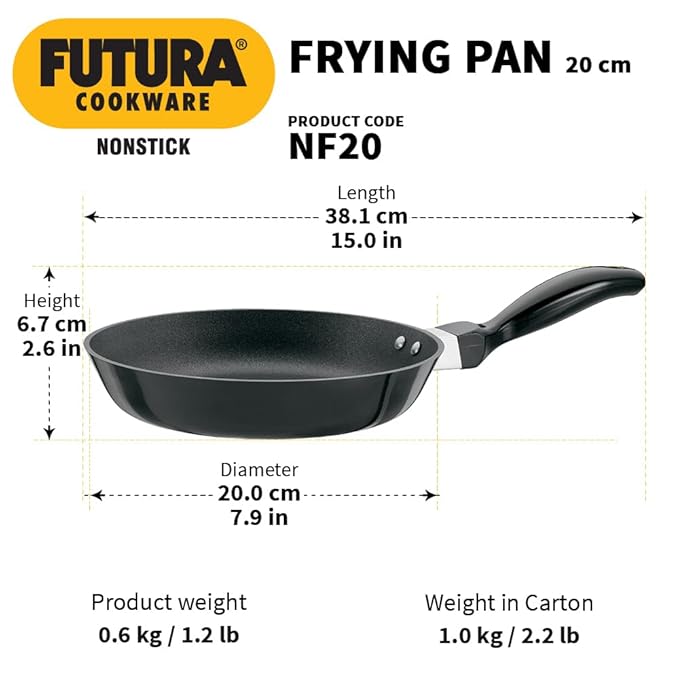 FUTURA®
COOKWARE
NONSTICK
FRYING PAN 20 cm
PRODUCT CODE
NF20
Length
38.1 cm
15.0 in
Height
6.7 cm
2.6 in
Diameter
20.0 cm
7.9 in
Product weight
0.6 kg / 1.2 lb
Weight in Carton
1.0 kg / 2.2 lb